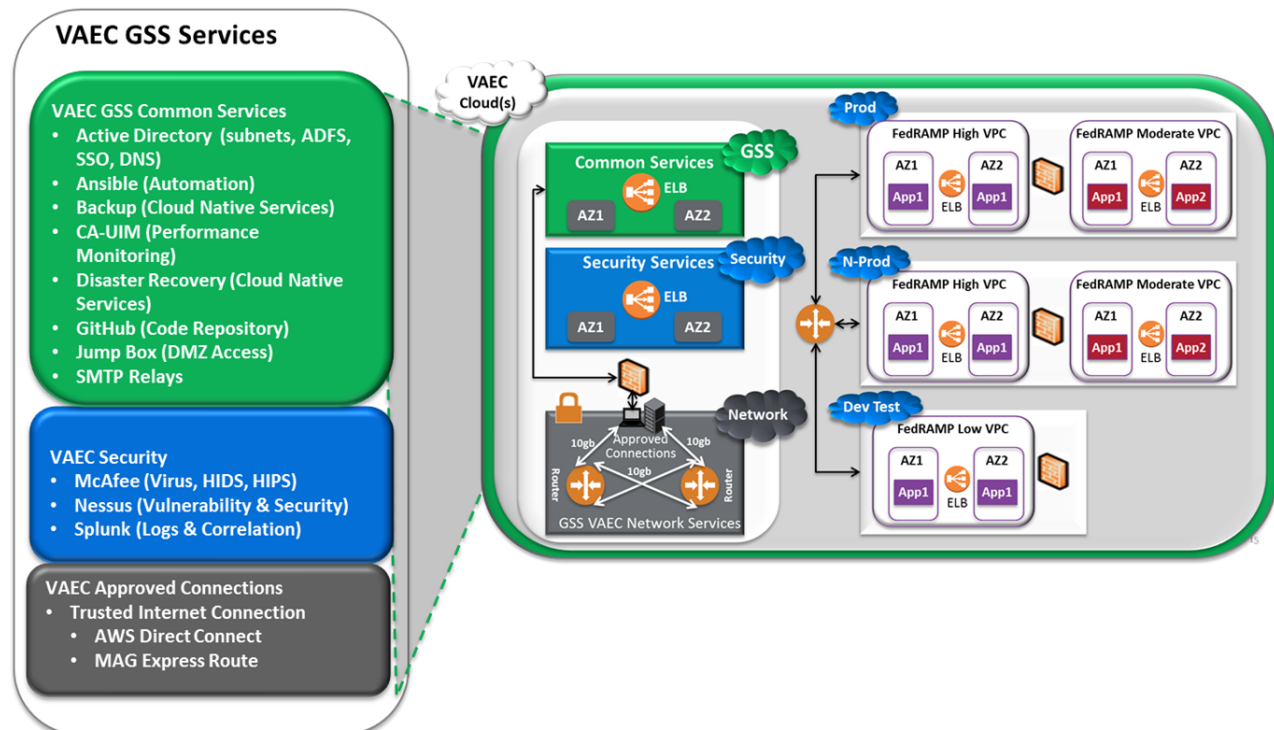 VAEC GSS Services
VAEC GSS Common Services
• Active Directory (subnets, ADFS,
SSO, DNS)
• Ansible (Automation)
• Backup (Cloud Native Services)
• CA-UIM (Performance
Monitoring)
• Disaster Recovery (Cloud Native
Services)
• GitHub (Code Repository)
• Jump Box (DMZ Access)
• SMTP Relays
VAEC Security
• McAfee (Virus, HIDS, HIPS)
• Nessus (Vulnerability & Security)
• Splunk (Logs & Correlation)
VAEC Approved Connections
• Trusted Internet Connection
• AWS Direct Connect
• MAG Express Route
VAEC
Cloud(s)
GSS
Common Services
ELB
AZ1
AZ2
Security
Security Services
ELB
AZ1
AZ2
Network
10gb
Approved
Connections
10gb
10gb
Router
Router
GSS VAEC Network Services
Prod
FedRAMP High VPC
AZ1
AZ2
App1
ELB
App1
FedRAMP Moderate VPC
AZ1
AZ2
App1
ELB
App2
N-Prod
FedRAMP High VPC
AZ1
AZ2
App1
ELB
App1
FedRAMP Moderate VPC
AZ1
AZ2
App1
ELB
App2
Dev Test
FedRAMP Low VPC
AZ1
AZ2
App1
ELB
App1